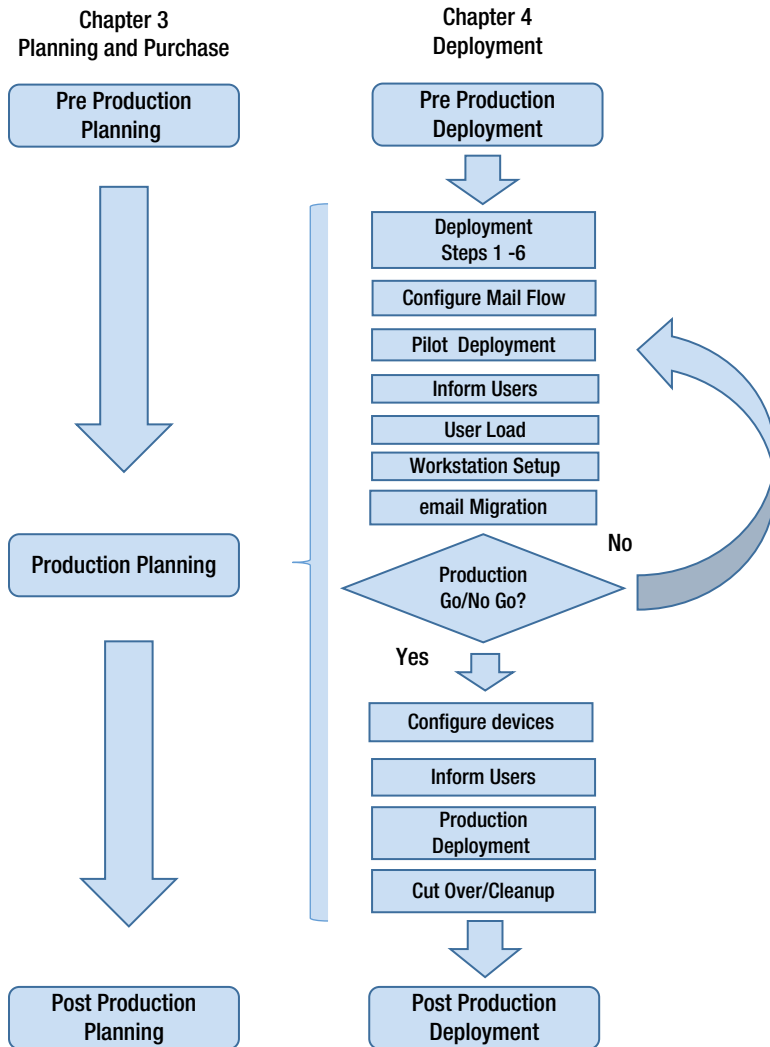 Chapter 3
Planning and Purchase
Pre Production
Planning
Production Planning
Post Production
Planning
Chapter 4
Deployment
Pre Production
Deployment
Deployment
Steps 1 -6
Configure Mail Flow
Pilot Deployment
Inform Users
User Load
Workstation Setup
email Migration
No
Production
Go/No Go?
Yes
Configure devices
Inform Users
Production
Deployment
Cut Over/Cleanup
Post Production
Deployment